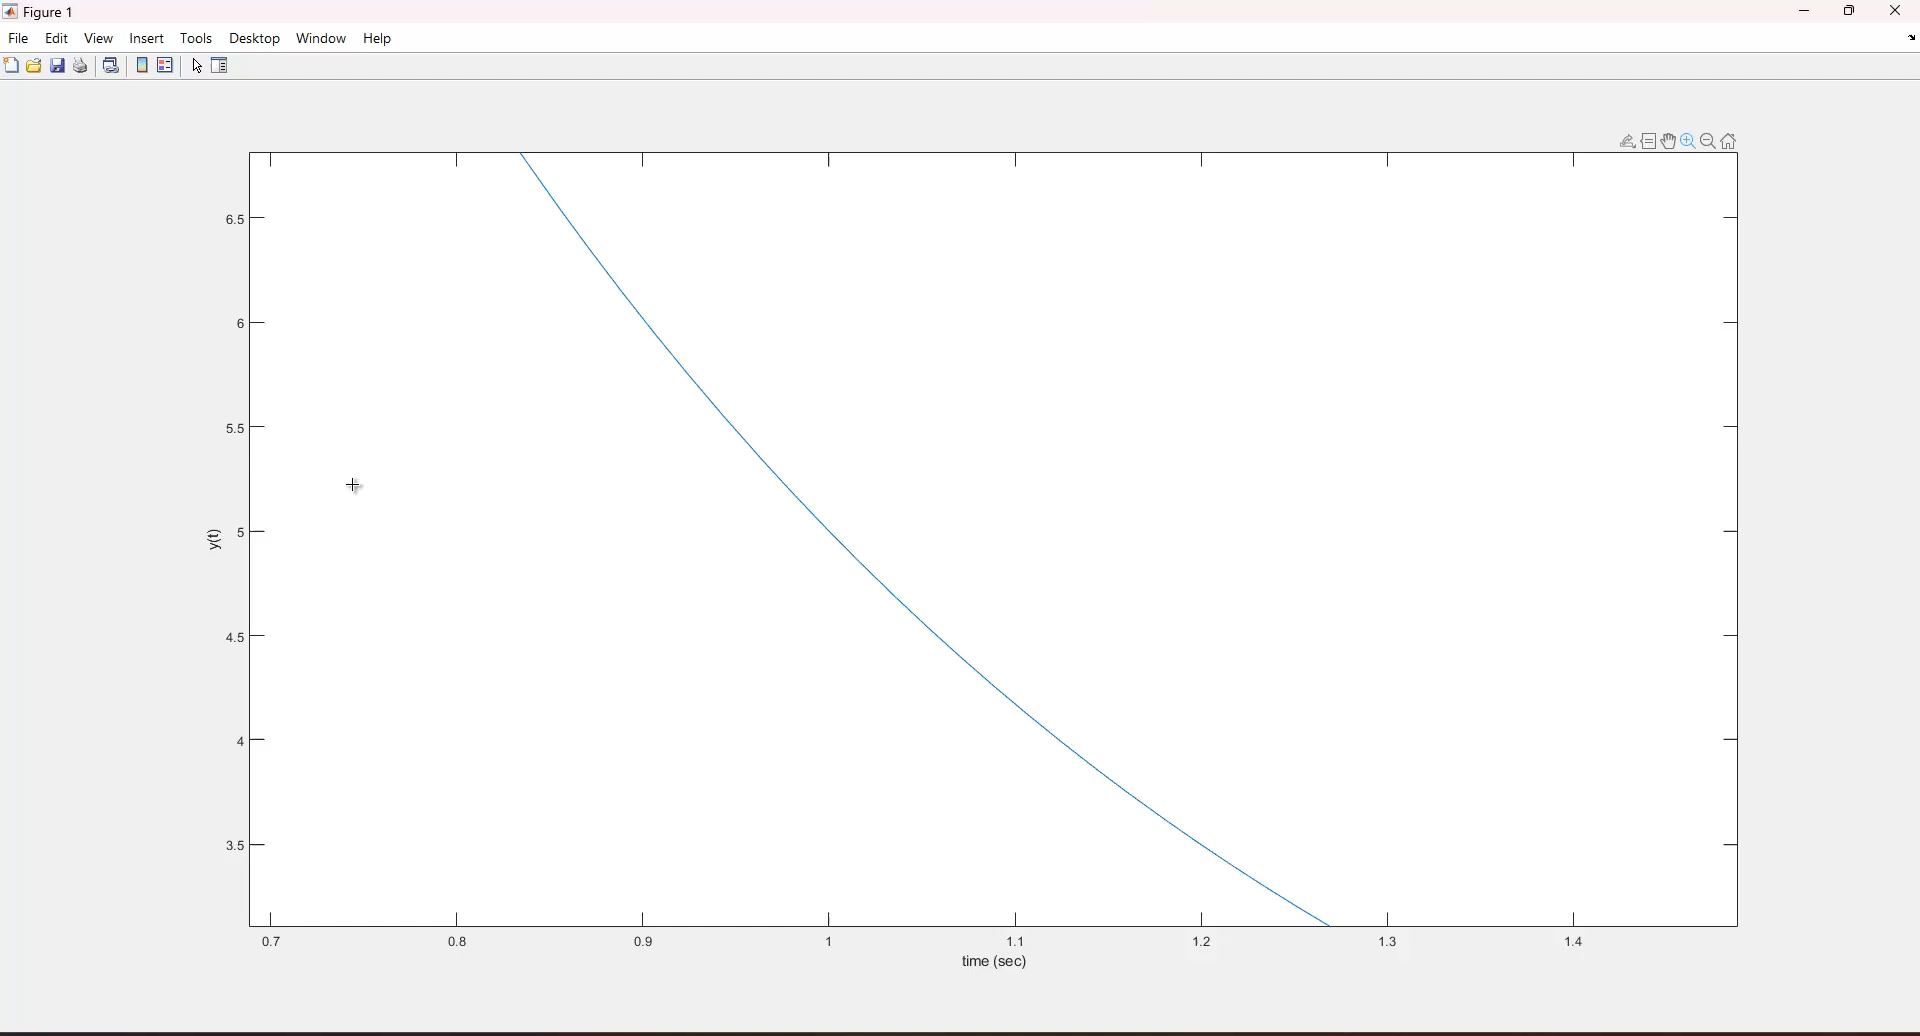 Figure 1
File Edit View Insert Tools Desktop Window Help
6.5
6
5.5
5
4.5
4
3.5
y(t)
0.7 0.8 0.9 1 1.1 1.2 1.3 1.4
time (sec)